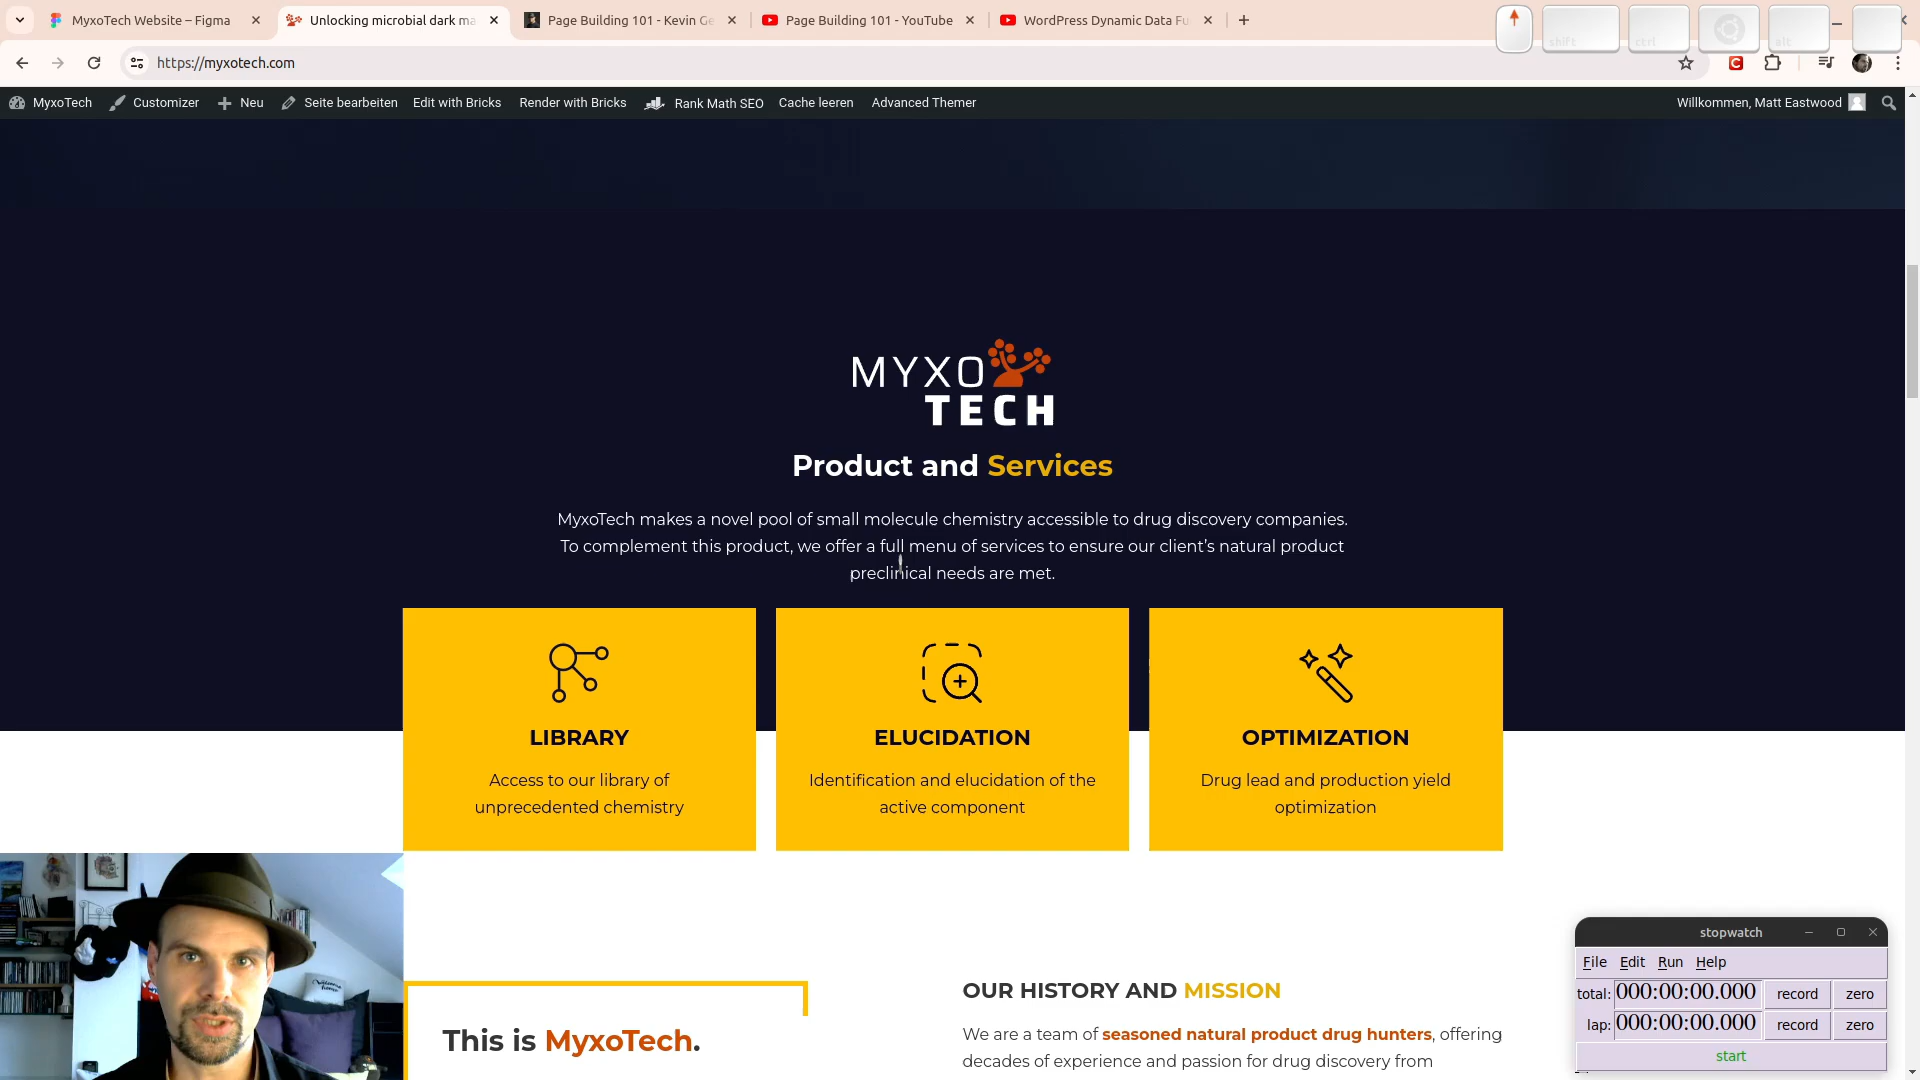 MyxoTech Website – Figma
Unlocking microbial dark ma
Page Building 101 - Kevin Ge
Page Building 101 - YouTube
WordPress Dynamic Data Fu
shift
ctrl
alt
https://myxotech.com
MyxoTech
Customizer
Neu
Seite bearbeiten
Edit with Bricks
Render with Bricks
Rank Math SEO
Cache leeren
Advanced Themer
Willkommen, Matt Eastwood
MYXO
TECH
Product and Services
MyxoTech makes a novel pool of small molecule chemistry accessible to drug discovery companies.
To complement this product, we offer a full menu of services to ensure our client’s natural product
preclinical needs are met.
LIBRARY
Access to our library of
unprecedented chemistry
ELUCIDATION
Identification and elucidation of the
active component
OPTIMIZATION
Drug lead and production yield
optimization
This is MyxoTech.
OUR HISTORY AND MISSION
We are a team of seasoned natural product drug hunters, offering
decades of experience and passion for drug discovery from
stopwatch
File Edit Run Help
total: 000:00:00.000 record zero
lap: 000:00:00.000 record zero
start